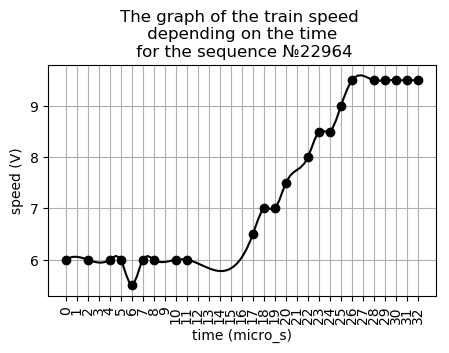 The graph of the train speed
depending on the time
for the sequence №22964
speed (V)
9
8
7
6
0 1 2 3 4 5 6 7 8 9 10 11 12 13 14 15 16 17 18 19 20 21 22 23 24 25 26 27 28 29 30 31 32
time (micro_s)